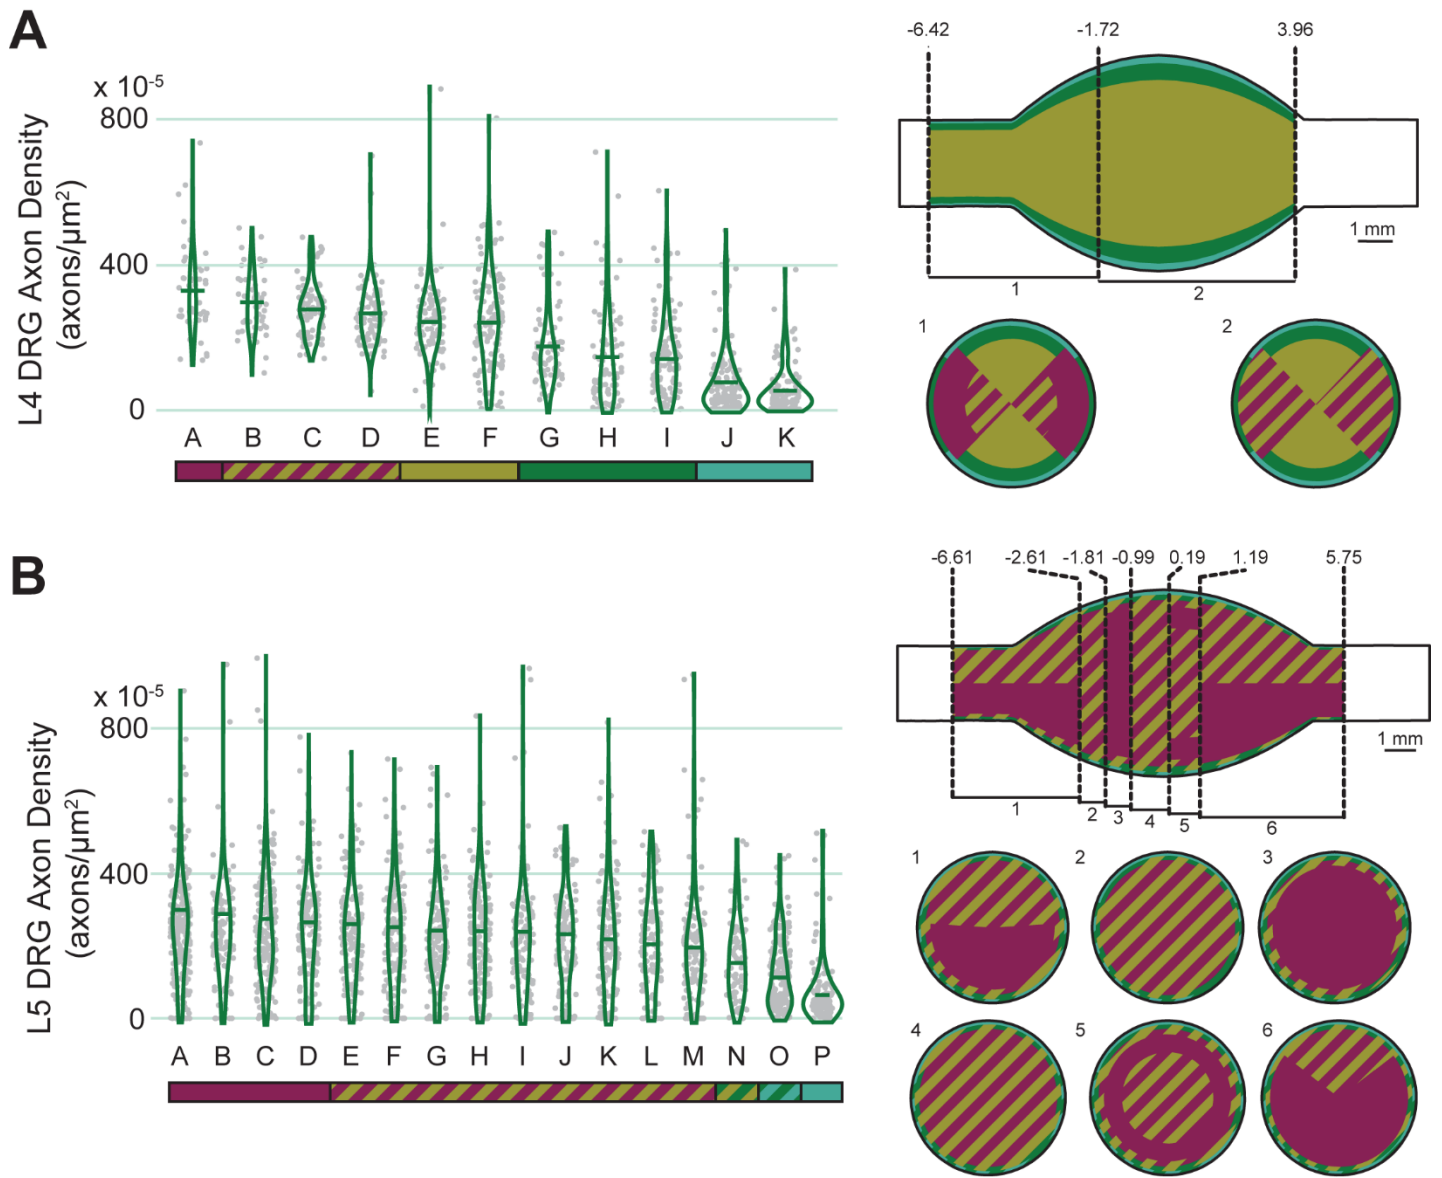 A
x 10-5
800
400
0
L4 DRG Axon Density
(axons/µm2)
A B C D E F G H I J K
-6.42 -1.72 3.96
1 mm
1 2
1 2
B
x 10-5
800
400
0
L5 DRG Axon Density
(axons/µm2)
A B C D E F G H I J K L M N O P
-6.61 -2.61 -1.81 -0.99 0.19 1.19 5.75
1 mm
1 2 3 4 5 6
1 2 3
4 5 6